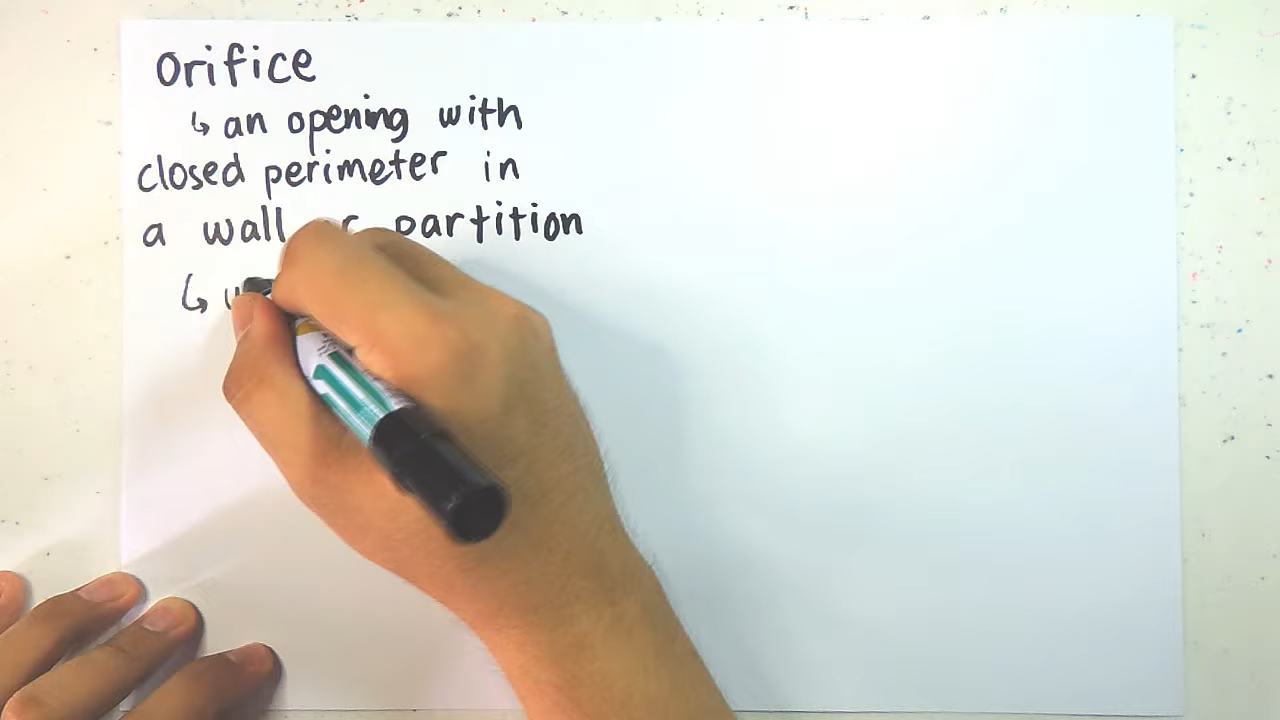 Orifice
↳ an opening with
closed perimeter in
a wall partition
↳